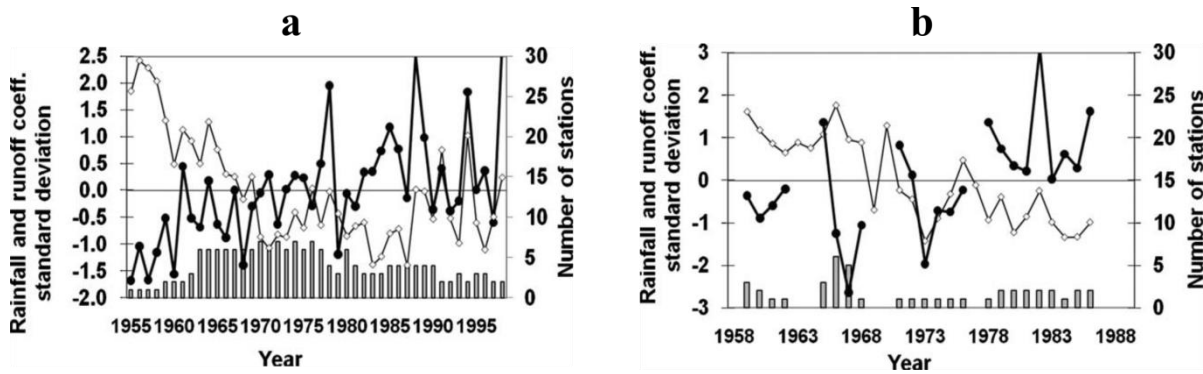 a
2.5
2.0
1.5
1.0
0.5
0.0
-0.5
-1.0
-1.5
-2.0
Rainfall and runoff coeff.
standard deviation
30
25
20
15
10
5
0
Number of stations
1955 1960 1965 1970 1975 1980 1985 1990 1995
Year
b
3
2
1
0
-1
-2
-3
Rainfall and runoff coeff.
standard deviation
30
25
20
15
10
5
0
Number of stations
1958 1963 1968 1973 1978 1983 1988
Year